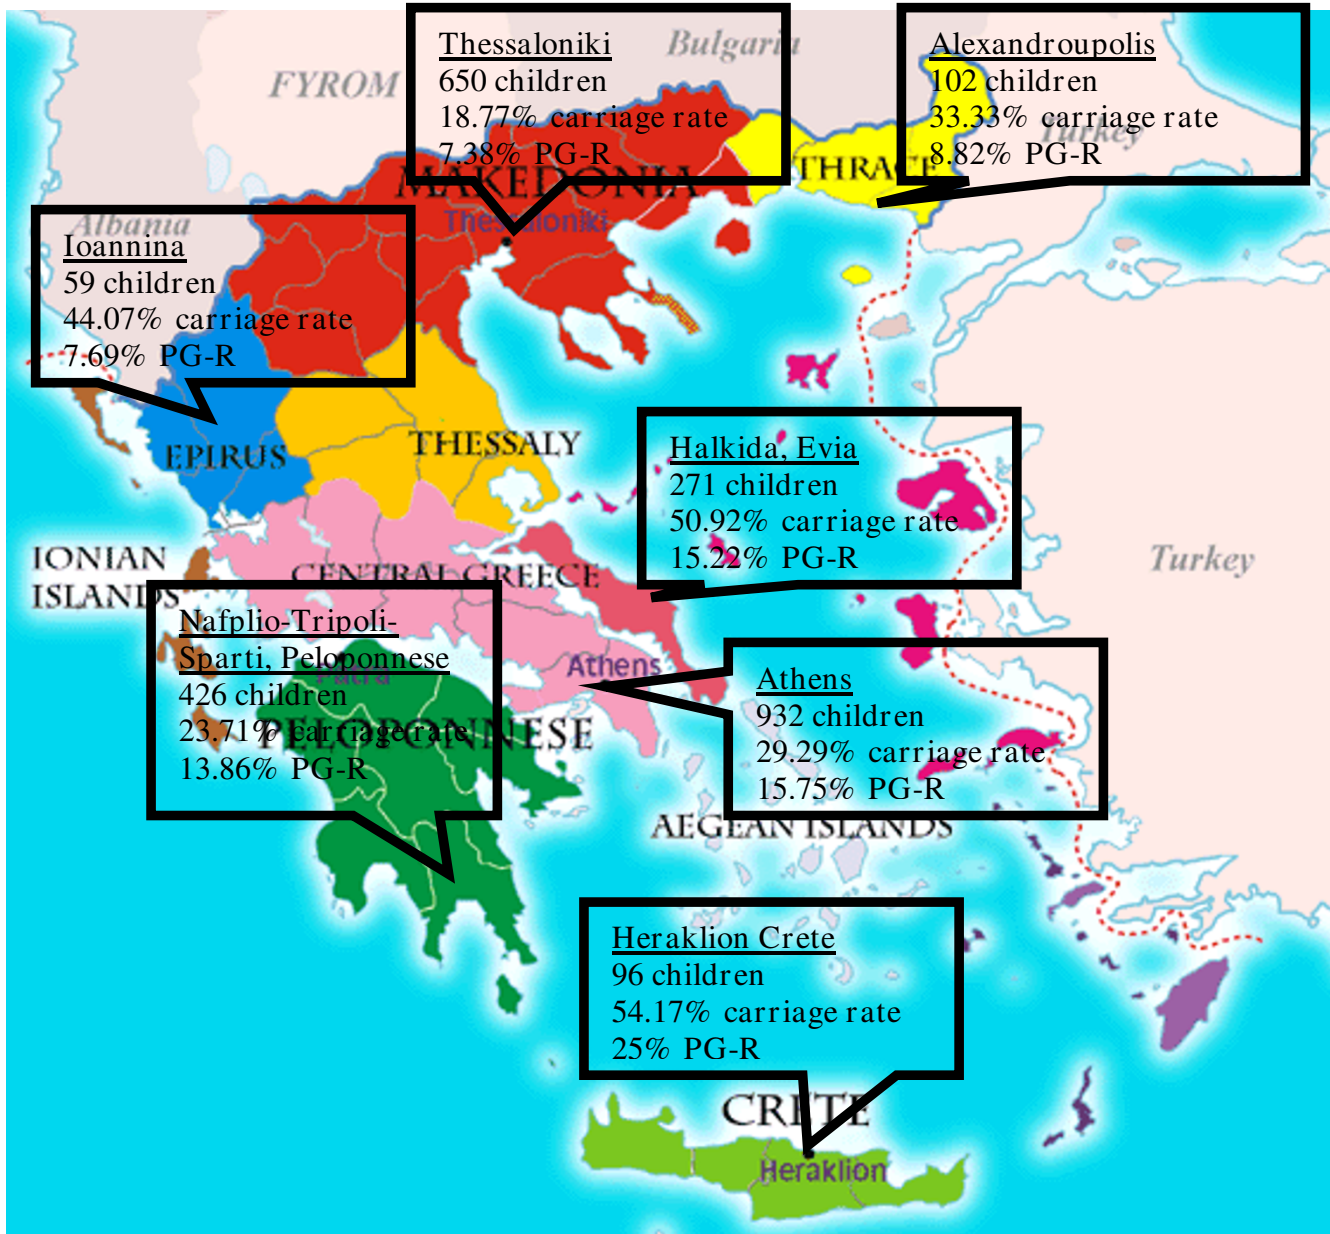 Thessaloniki
650 children
18.77% carriage rate
7.38% PG-R
Bulgaria
Alexandroupolis
102 children
33.33% carriage rate
8.82% PG-R
FYROM
Turkey
THRACE
MAKEDONIA
Thessaloniki
Albania
Ioannina
59 children
44.07% carriage rate
7.69% PG-R
EPIRUS
THESSALY
Halkida, Evia
271 children
50.92% carriage rate
15.22% PG-R
IONIAN
ISLANDS
CENTRAL GREECE
Turkey
Nafplio-Tripoli-
Sparti, Peloponnese
426 children
23.71% carriage rate
13.86% PG-R
Patra
PELOPONNESE
Athens
Athens
932 children
29.29% carriage rate
15.75% PG-R
AEGEAN ISLANDS
Heraklion Crete
96 children
54.17% carriage rate
25% PG-R
CRETE
Heraklion